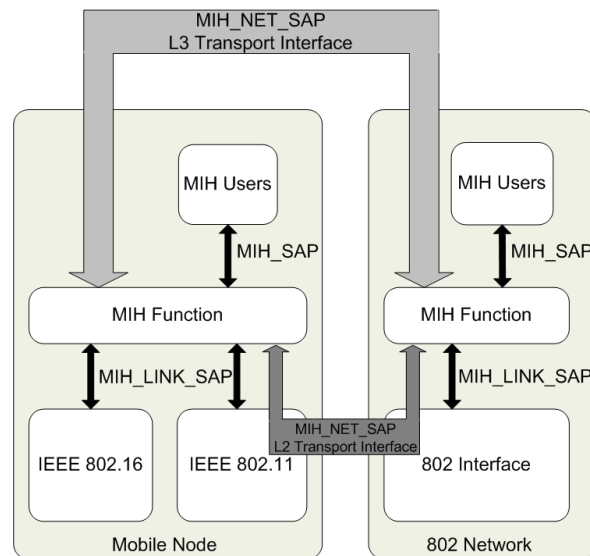 MIH_NET_SAP
L3 Transport Interface
MIH Users
MIH Users
MIH_SAP
MIH_SAP
MIH Function
MIH Function
MIH_LINK_SAP
MIH_LINK_SAP
MIH_NET_SAP
L2 Transport Interface
IEEE 802.16
IEEE 802.11
802 Interface
Mobile Node
802 Network